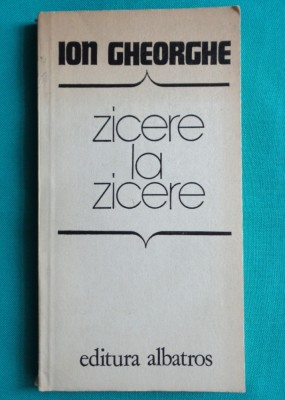 ION GHEORGHE
zicere
la
zicere
editura albatros